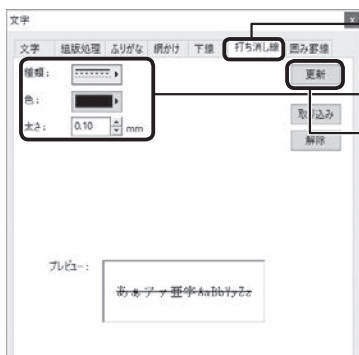 文字
文字 組版処理 ふりがな 網かけ 下線 打ち消し線 囲み罫線
種類：
更新
色：
取り込み
太さ： 0.10 mm
解除
プレビュー：
あぁアァ亜宇AaBbYyZz